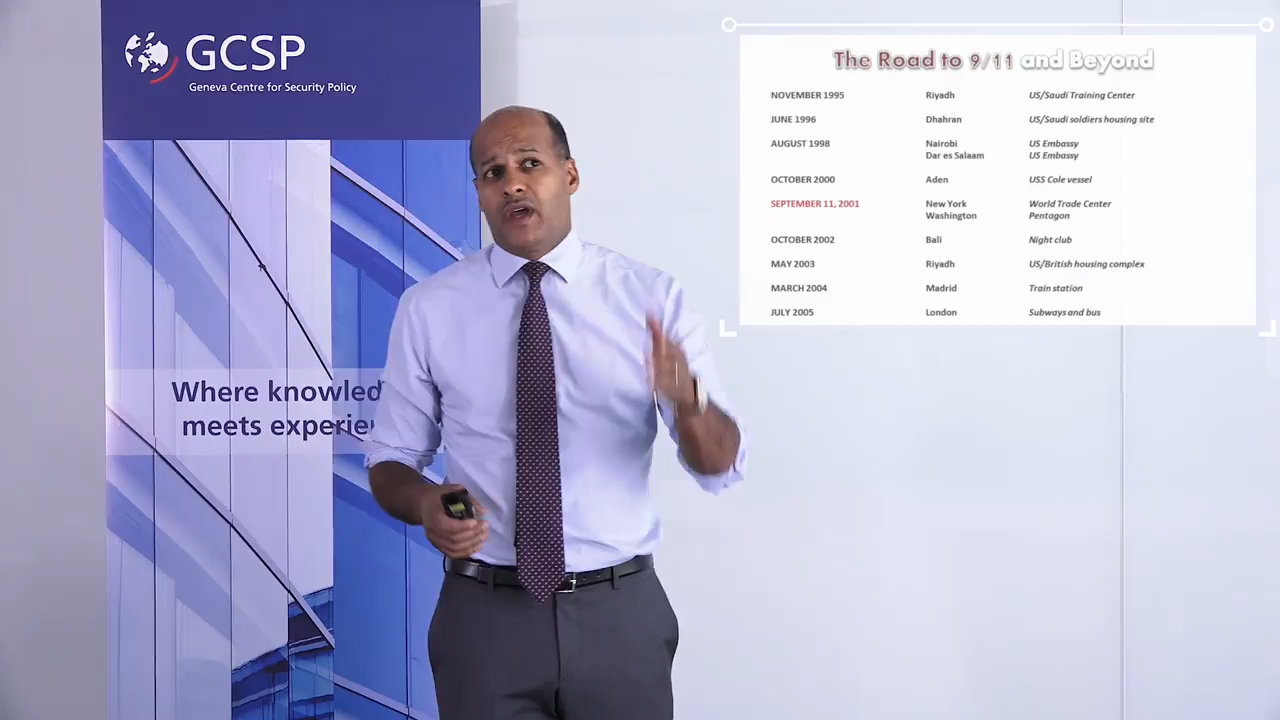 GCSP
Geneva Centre for Security Policy
Where knowled
meets experie
The Road to 9/11 and Beyond
NOVEMBER 1995 Riyadh US/Saudi Training Center
JUNE 1996 Dhahran US/Saudi soldiers housing site
AUGUST 1998 Nairobi US Embassy
Dar es Salaam US Embassy
OCTOBER 2000 Aden USS Cole vessel
SEPTEMBER 11, 2001 New York World Trade Center
Washington Pentagon
OCTOBER 2002 Bali Night club
MAY 2003 Riyadh US/British housing complex
MARCH 2004 Madrid Train station
JULY 2005 London Subways and bus